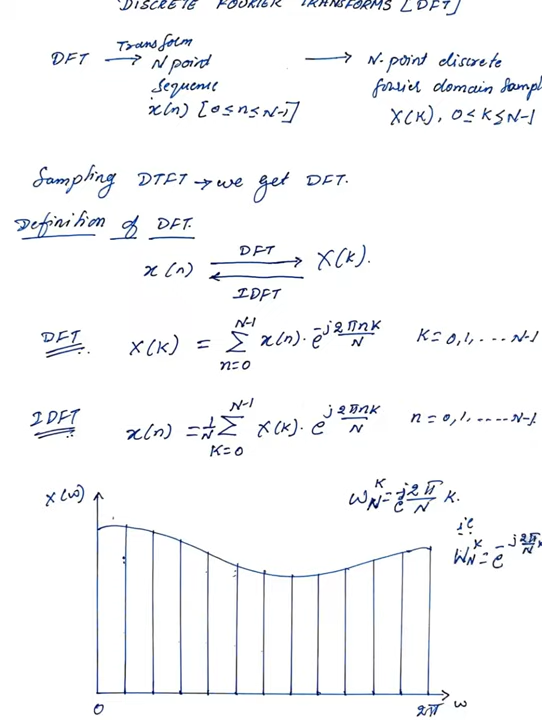 DISCRETE FOURIER TRANSFORMS [DFT]
DFT Transform → N point sequence x(n) [0≤n≤N-1] → N-point discrete fourier domain Sampl X(K), 0≤K≤N-1
Sampling DTFT → we get DFT.
Definition of DFT.
x(n) DFT ⇄ IDFT X(K).
DFT X(K) = Σ_{n=0}^{N-1} x(n)·e^{-j2πnK/N} K=0,1,....N-1
IDFT x(n) = 1/N Σ_{K=0}^{N-1} X(K)·e^{j2πnK/N} n=0,1,.....N-1
X(ω)
W_N^K = e^{-j2π/N K}.
ie
W_N^x = e^{-j2π/N x}
0 2π ω